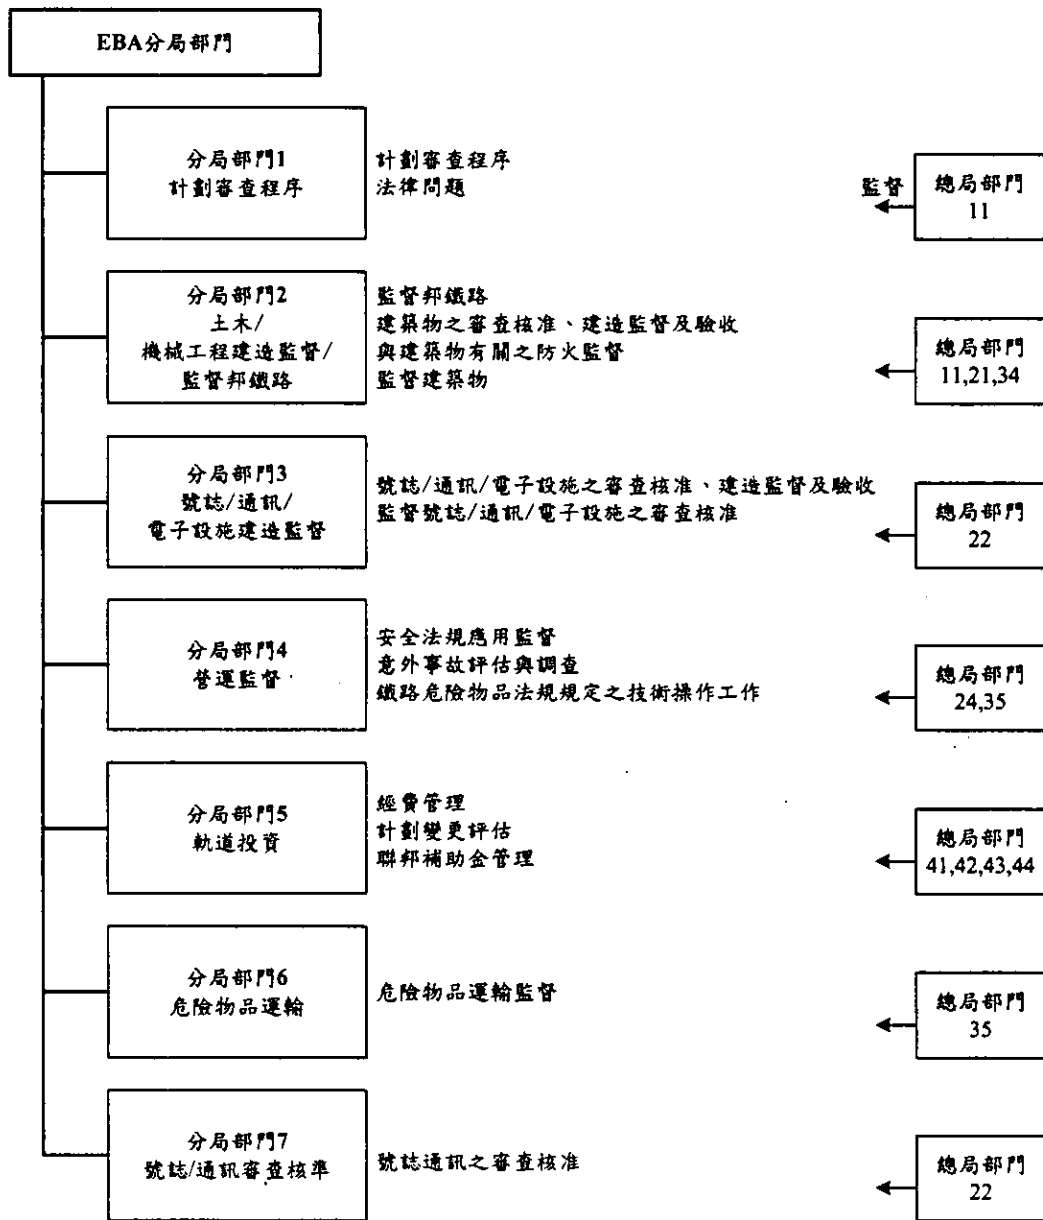 EBA分局部門
分局部門1
計劃審查程序
計劃審查程序
法律問題
監督
總局部門
11
分局部門2
土木/
機械工程建造監督/
監督邦鐵路
監督邦鐵路
建築物之審查核准、建造監督及驗收
與建築物有關之防火監督
監督建築物
總局部門
11,21,34
分局部門3
號誌/通訊/
電子設施建造監督
號誌/通訊/電子設施之審查核准、建造監督及驗收
監督號誌/通訊/電子設施之審查核准
總局部門
22
分局部門4
營運監督
安全法規應用監督
意外事故評估與調查
鐵路危險物品法規規定之技術操作工作
總局部門
24,35
分局部門5
軌道投資
經費管理
計劃變更評估
聯邦補助金管理
總局部門
41,42,43,44
分局部門6
危險物品運輸
危險物品運輸監督
總局部門
35
分局部門7
號誌/通訊審查核準
號誌通訊之審查核准
總局部門
22